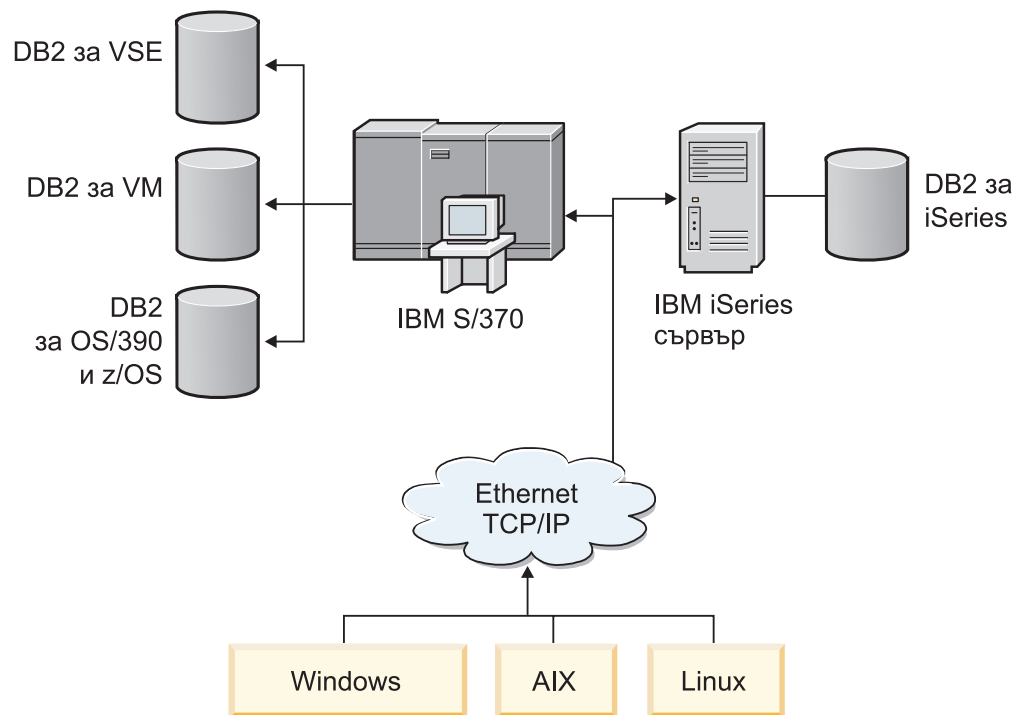 DB2 за VSE
DB2 за VM
DB2
за OS/390
и z/OS
IBM S/370
IBM iSeries
сървър
DB2 за
iSeries
Ethernet
TCP/IP
Windows
AIX
Linux